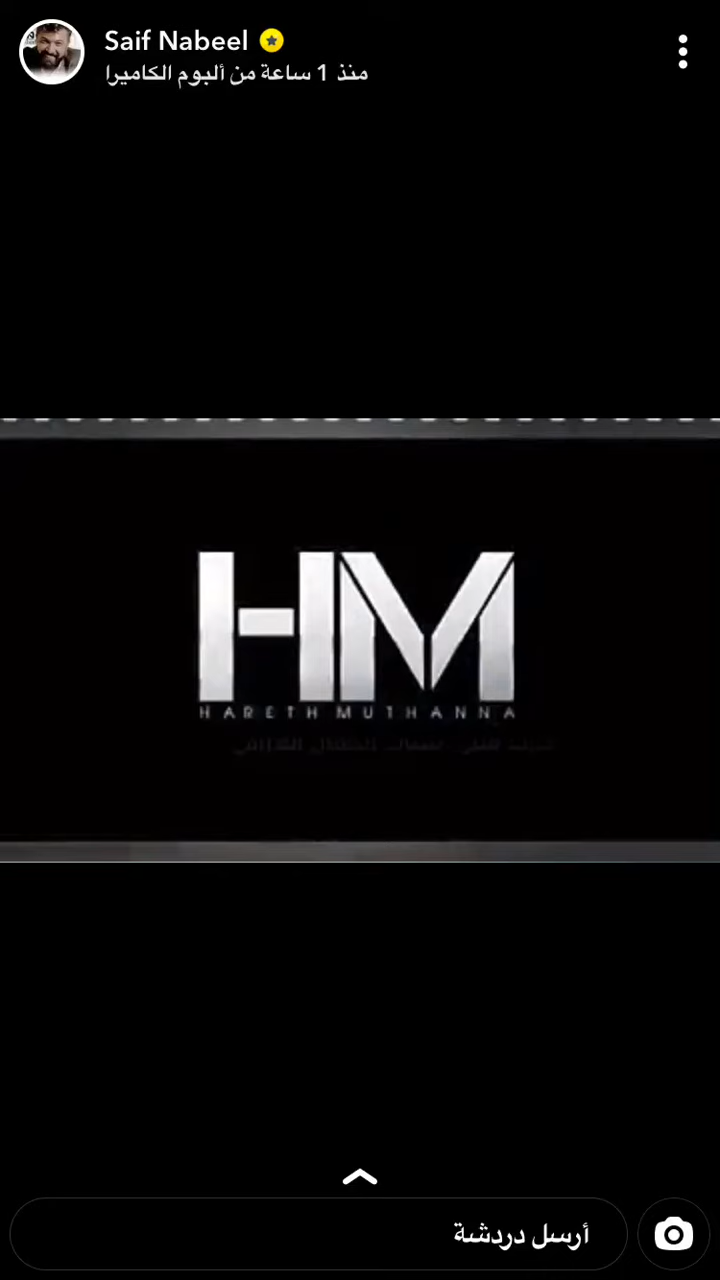 Saif Nabeel
منذ 1 ساعة من ألبوم الكاميرا
HM
HARETH MUTHANNA
أرسل دردشة